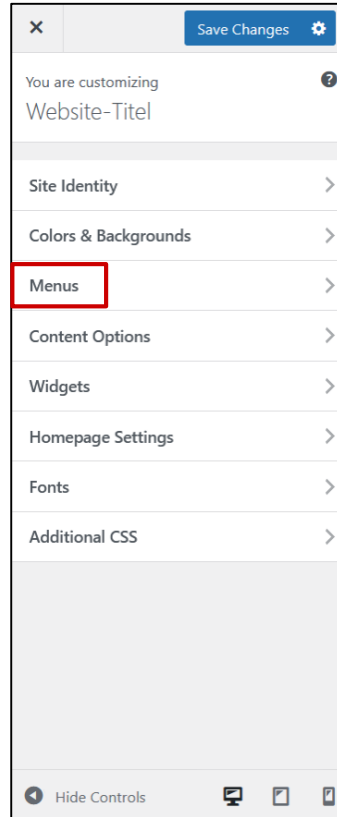 Save Changes
You are customizing
Website-Titel
Site Identity
Colors & Backgrounds
Menus
Content Options
Widgets
Homepage Settings
Fonts
Additional CSS
Hide Controls